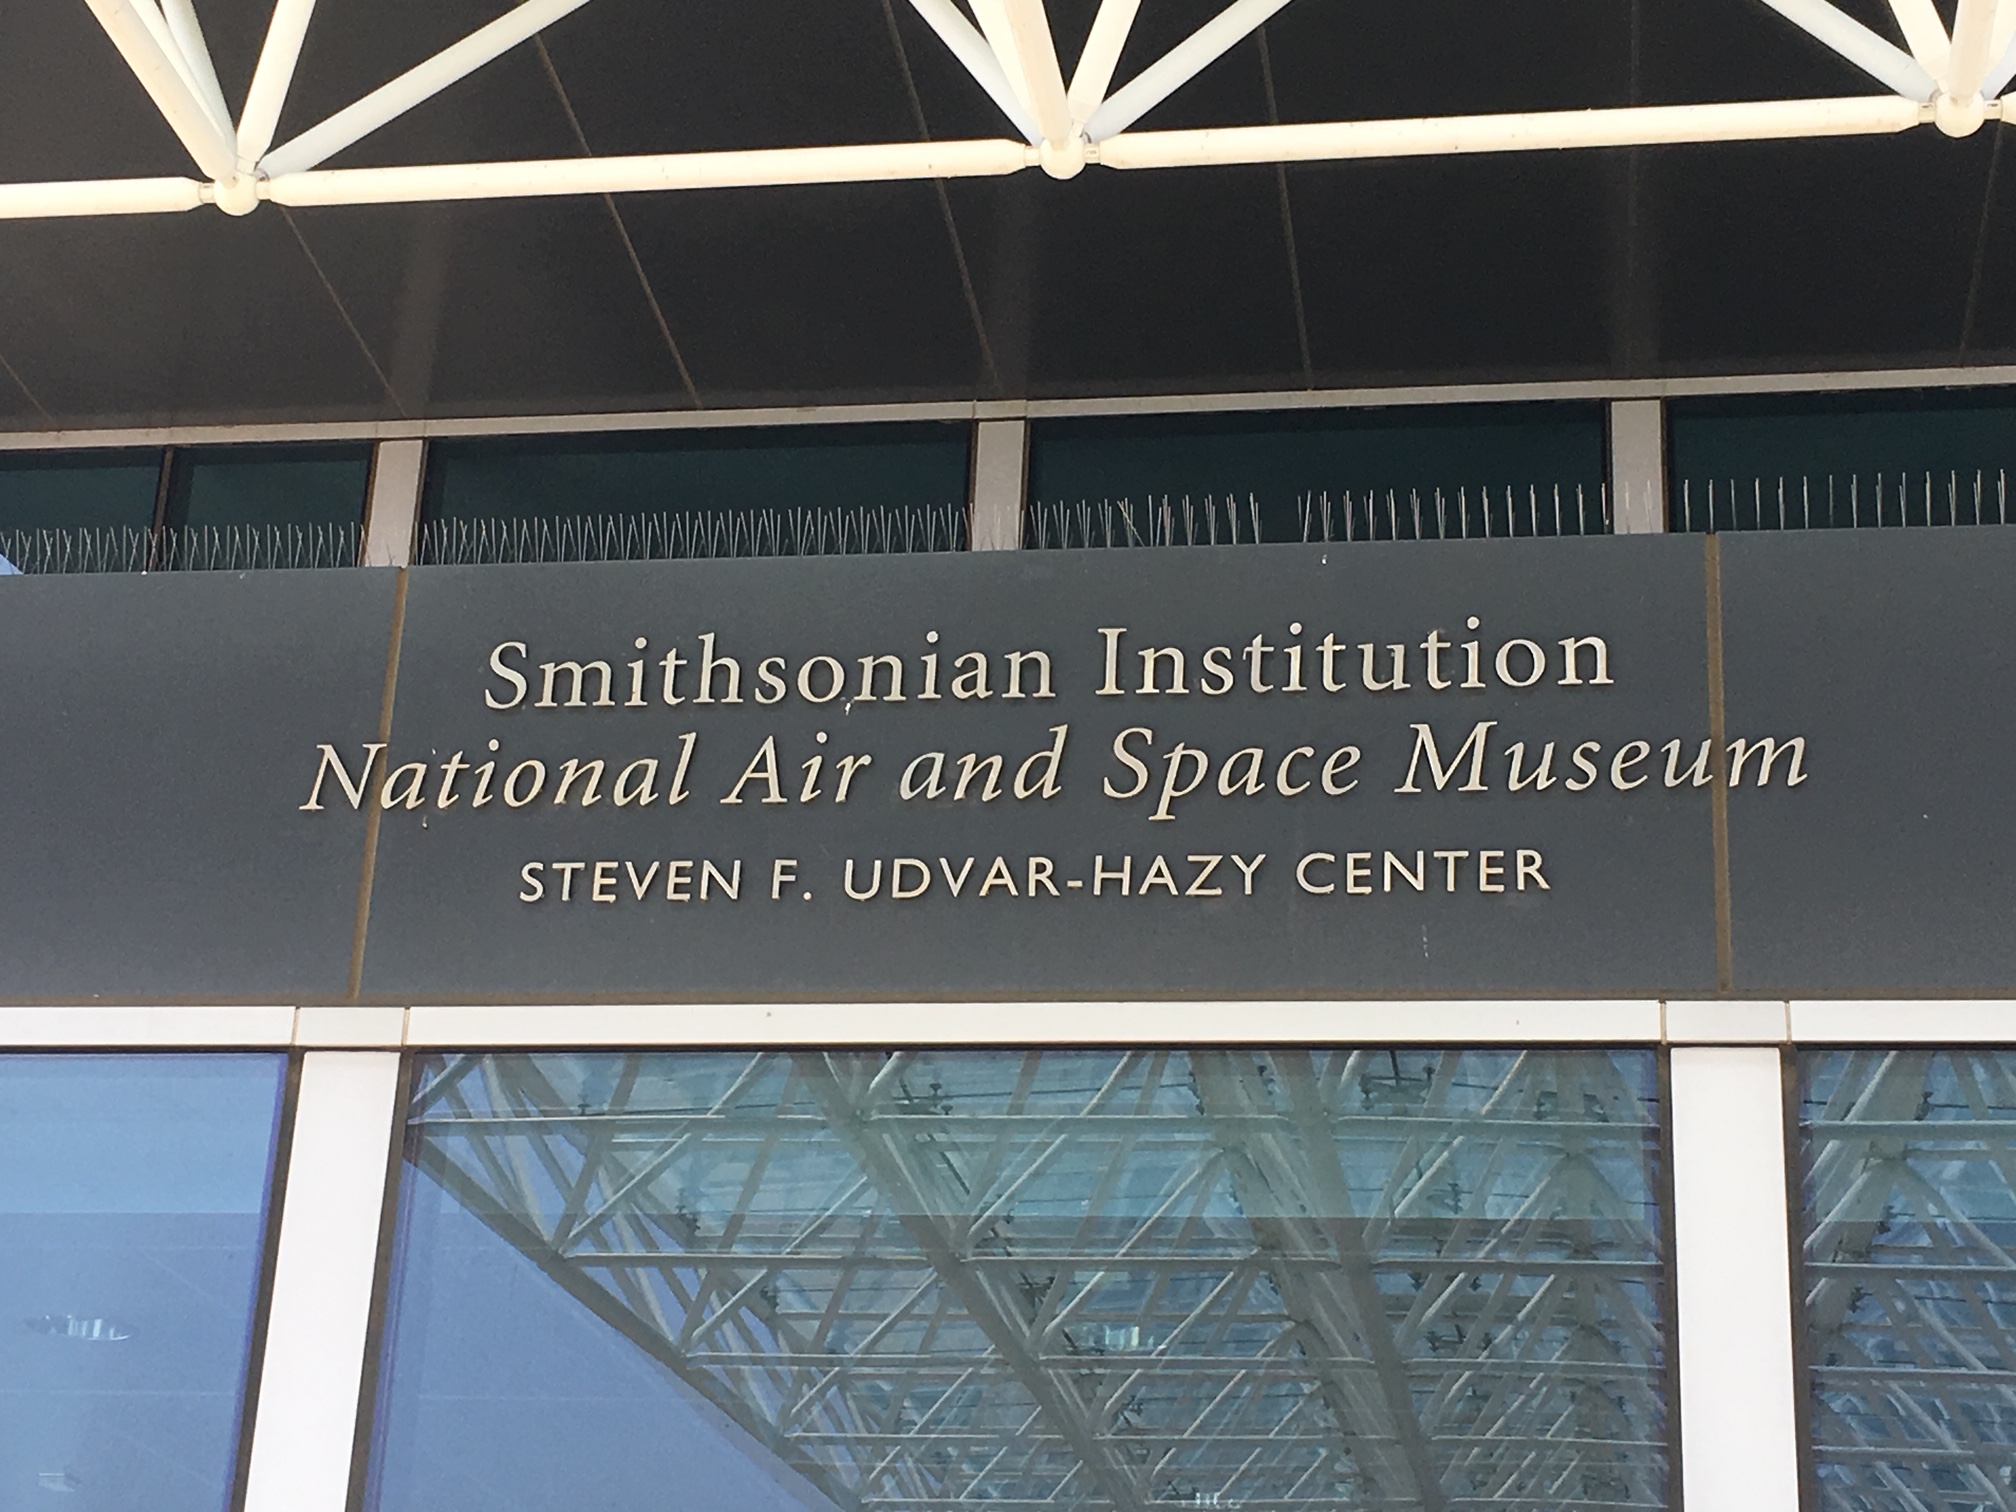 Smithsonian Institution
National Air and Space Museum
STEVEN F. UDVAR-HAZY CENTER